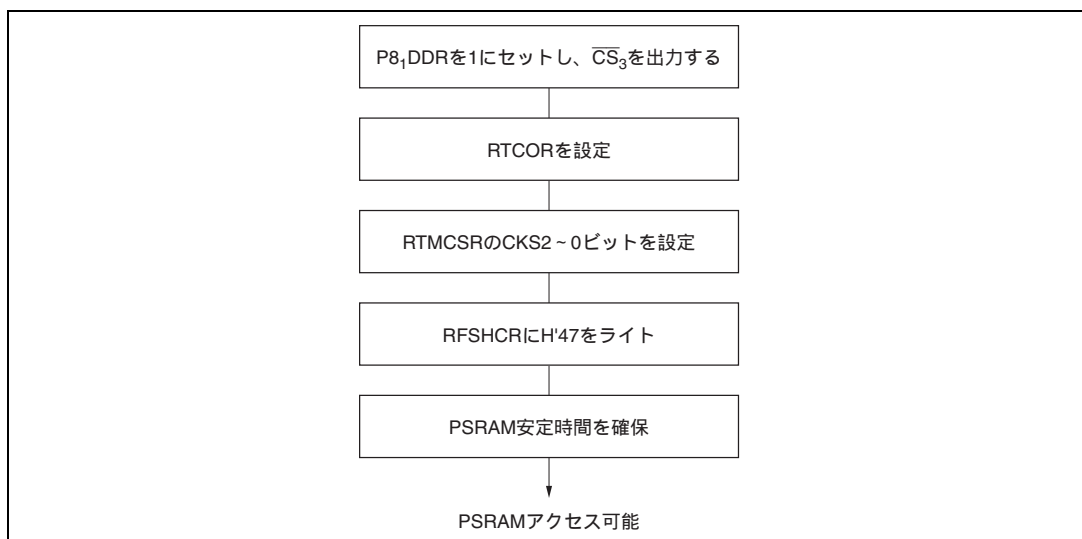 P8₁DDRを1にセットし、C̅S̅₃を出力する
RTCORを設定
RTMCSRのCKS2~0ビットを設定
RFSHCRにH'47をライト
PSRAM安定時間を確保
PSRAMアクセス可能